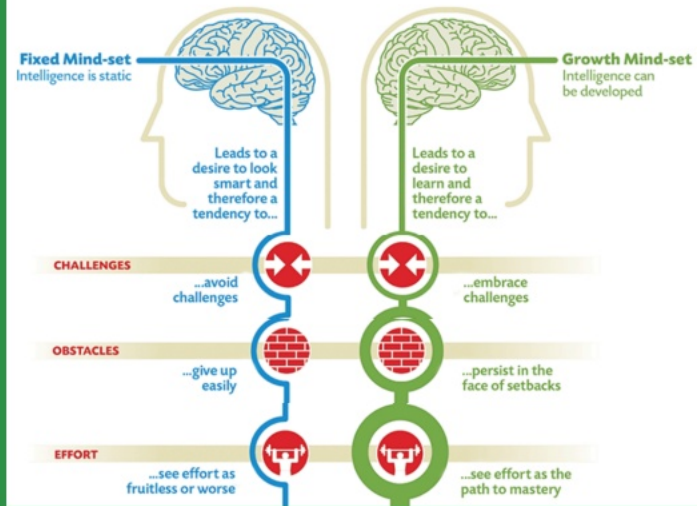 Fixed Mind-set
Intelligence is static
Growth Mind-set
Intelligence can
be developed
Leads to a
desire to look
smart and
therefore a
tendency to...
Leads to a
desire to
learn and
therefore a
tendency to...
CHALLENGES
...avoid
challenges
...embrace
challenges
OBSTACLES
...give up
easily
...persist in the
face of setbacks
EFFORT
...see effort as
fruitless or worse
...see effort as the
path to mastery